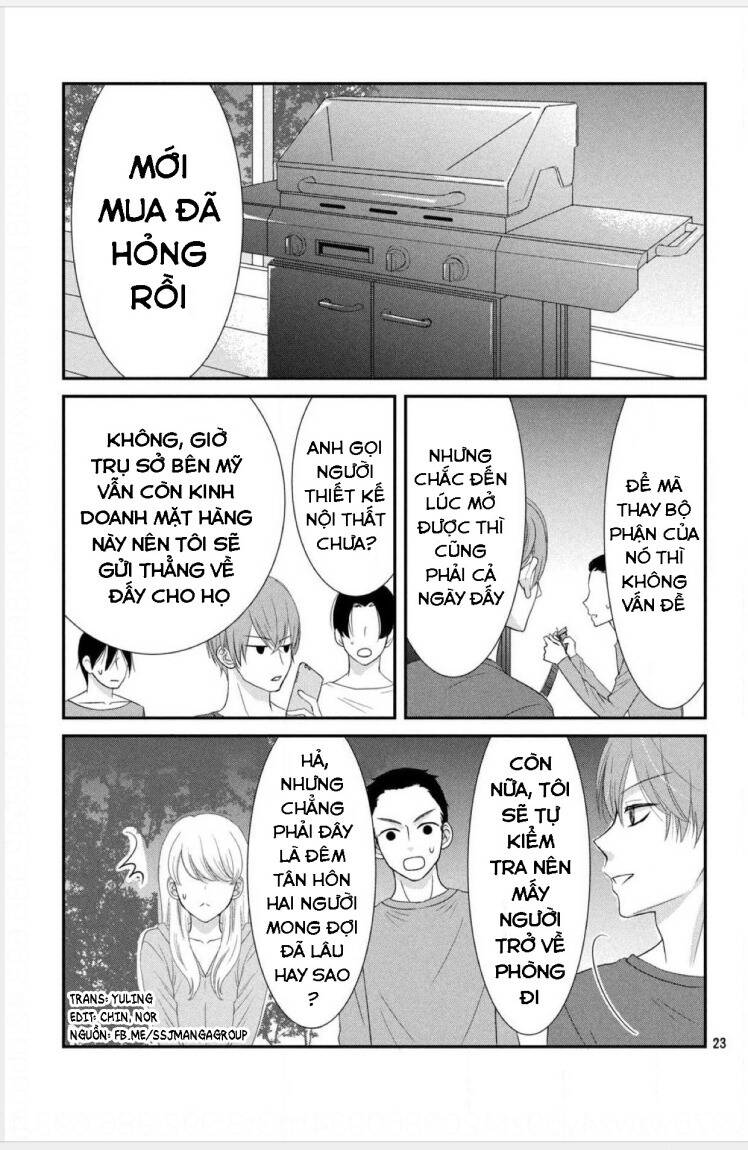 MỚI
MUA ĐÃ
HỎNG
RỒI
ĐỂ MÀ
THAY BỘ
PHẬN CỦA
NÓ THÌ
KHÔNG
VẤN ĐỀ
NHƯNG
CHẮC ĐẾN
LÚC MỞ
ĐƯỢC THÌ
CŨNG
PHẢI CẢ
NGÀY ĐẤY
ANH GỌI
NGƯỜI
THIẾT KẾ
NỘI THẤT
CHƯA?
KHÔNG, GIỜ
TRỤ SỞ BÊN MỸ
VẪN CÒN KINH
DOANH MẶT HÀNG
NÀY NÊN TÔI SẼ
GỬI THẲNG VỀ
ĐẤY CHO HỌ
CÒN
NỮA, TÔI
SẼ TỰ
KIỂM
TRA NÊN
MẤY
NGƯỜI
TRỞ VỀ
PHÒNG
ĐI
HẢ,
NHƯNG
CHẲNG
PHẢI ĐÂY
LÀ ĐÊM
TÂN HÔN
HAI NGƯỜI
MONG ĐỢI
ĐÃ LÂU
HAY SAO
?
TRANS: YULING
EDIT: CHIN, NOR
NGUỒN: FB.ME/SSJMANGAGROUP
23